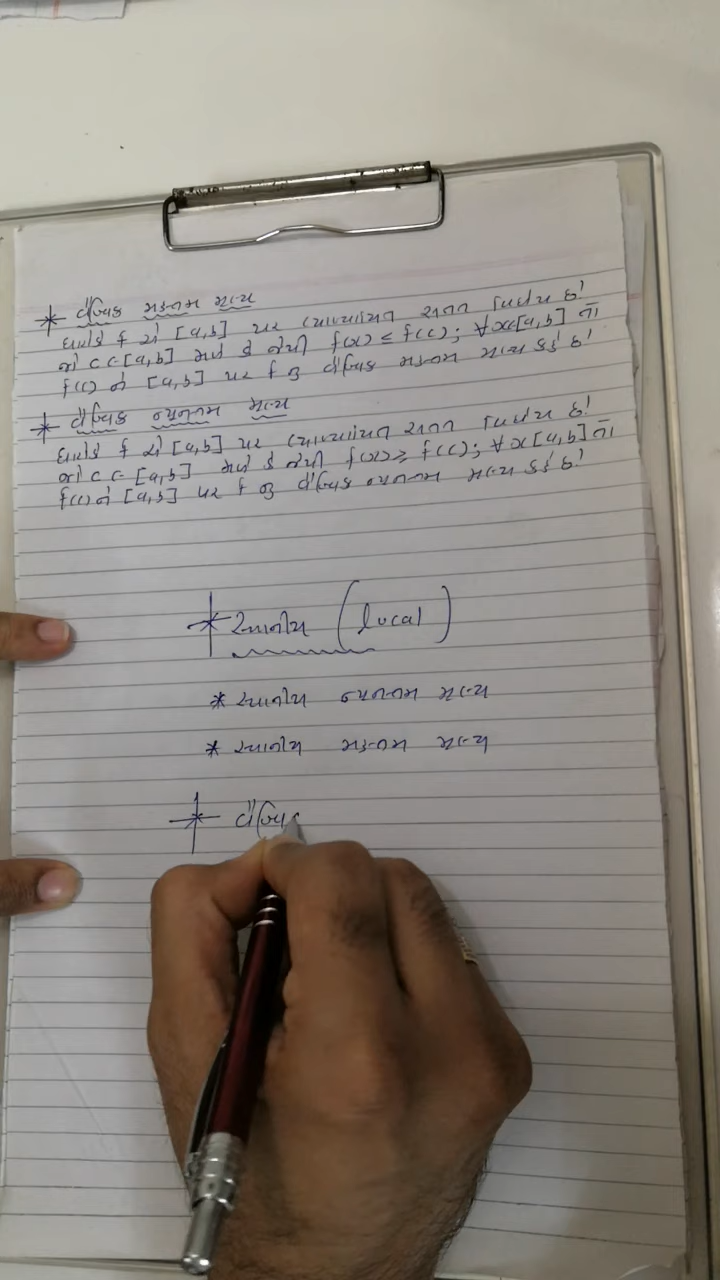 * વૈશ્વિક મહત્તમ મૂલ્ય
ધારોકે f એ [a,b] પર વ્યાખ્યાયિત સતત વિધેય છે.
જો c ∈ [a,b] મળે કે જેથી f(x) ≤ f(c); ∀x∈[a,b] તો
f(c) ને [a,b] પર f નું વૈશ્વિક મહત્તમ મૂલ્ય કહે છે.
* વૈશ્વિક ન્યૂનતમ મૂલ્ય
ધારોકે f એ [a,b] પર વ્યાખ્યાયિત સતત વિધેય છે.
જો c ∈ [a,b] મળે કે જેથી f(x) ≥ f(c); ∀x[a,b] તો
f(c) ને [a,b] પર f નું વૈશ્વિક ન્યૂનતમ મૂલ્ય કહે છે.
* સ્થાનીય (local)
* સ્થાનીય ન્યૂનતમ મૂલ્ય
* સ્થાનીય મહત્તમ મૂલ્ય
*